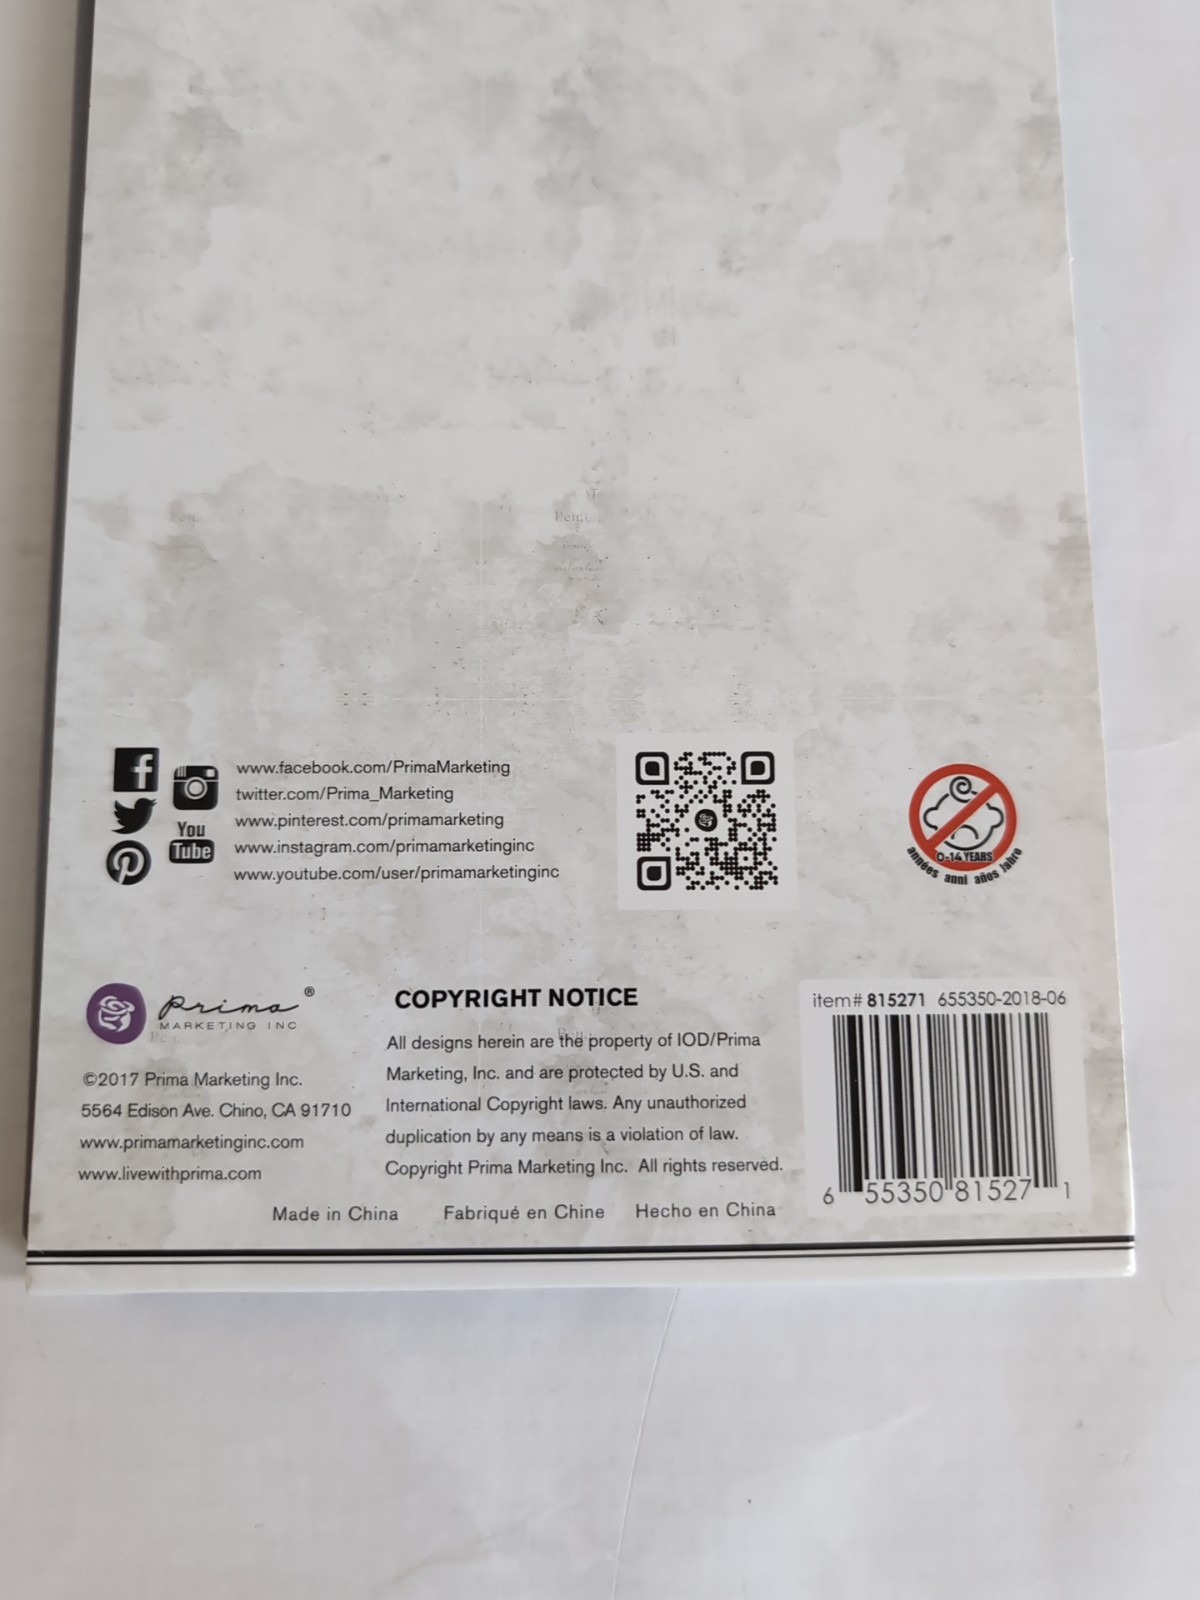 www.facebook.com/PrimaMarketing
twitter.com/Prima_Marketing
www.pinterest.com/primamarketing
www.instagram.com/primamarketinginc
www.youtube.com/user/primamarketinginc
You
Tube
0-14 YEARS
années anni años Jahre
Prima ®
MARKETING INC
©2017 Prima Marketing Inc.
5564 Edison Ave. Chino, CA 91710
www.primamarketinginc.com
www.livewithprima.com
COPYRIGHT NOTICE
All designs herein are the property of IOD/Prima
Marketing, Inc. and are protected by U.S. and
International Copyright laws. Any unauthorized
duplication by any means is a violation of law.
Copyright Prima Marketing Inc. All rights reserved.
Made in China Fabriqué en Chine Hecho en China
item# 815271 655350-2018-06
6 55350 81527 1